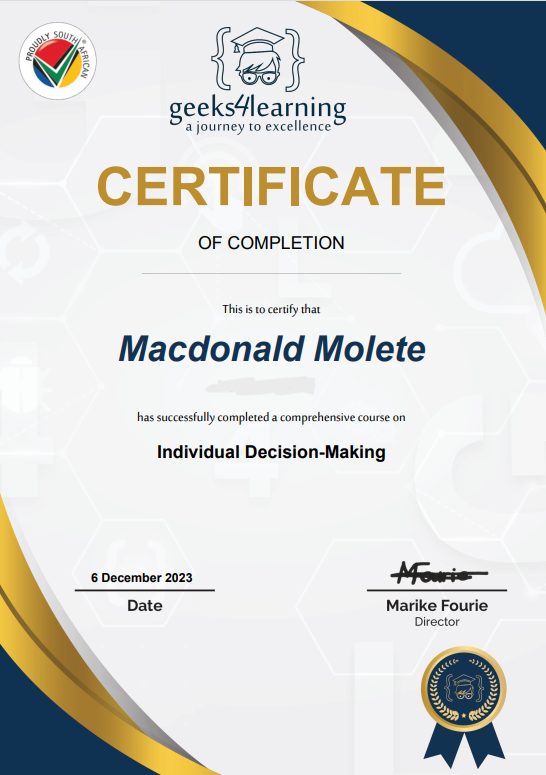 PROUDLY SOUTH AFRICAN
geeks4learning
a journey to excellence
CERTIFICATE
OF COMPLETION
This is to certify that
Macdonald Molete
has successfully completed a comprehensive course on
Individual Decision-Making
6 December 2023
MFourie
Date
Marike Fourie
Director